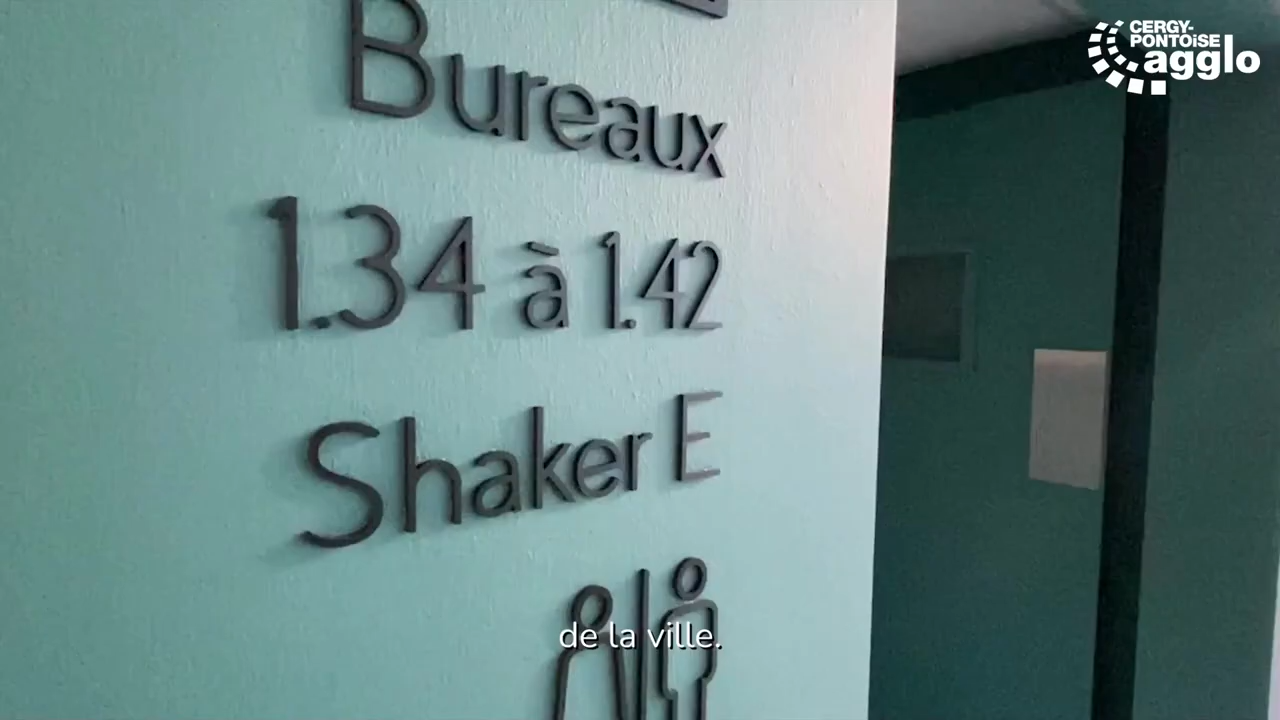 Bureaux
1.34 à 1.42
Shaker E
de la ville.
CERGY-
PONTOiSE
agglo